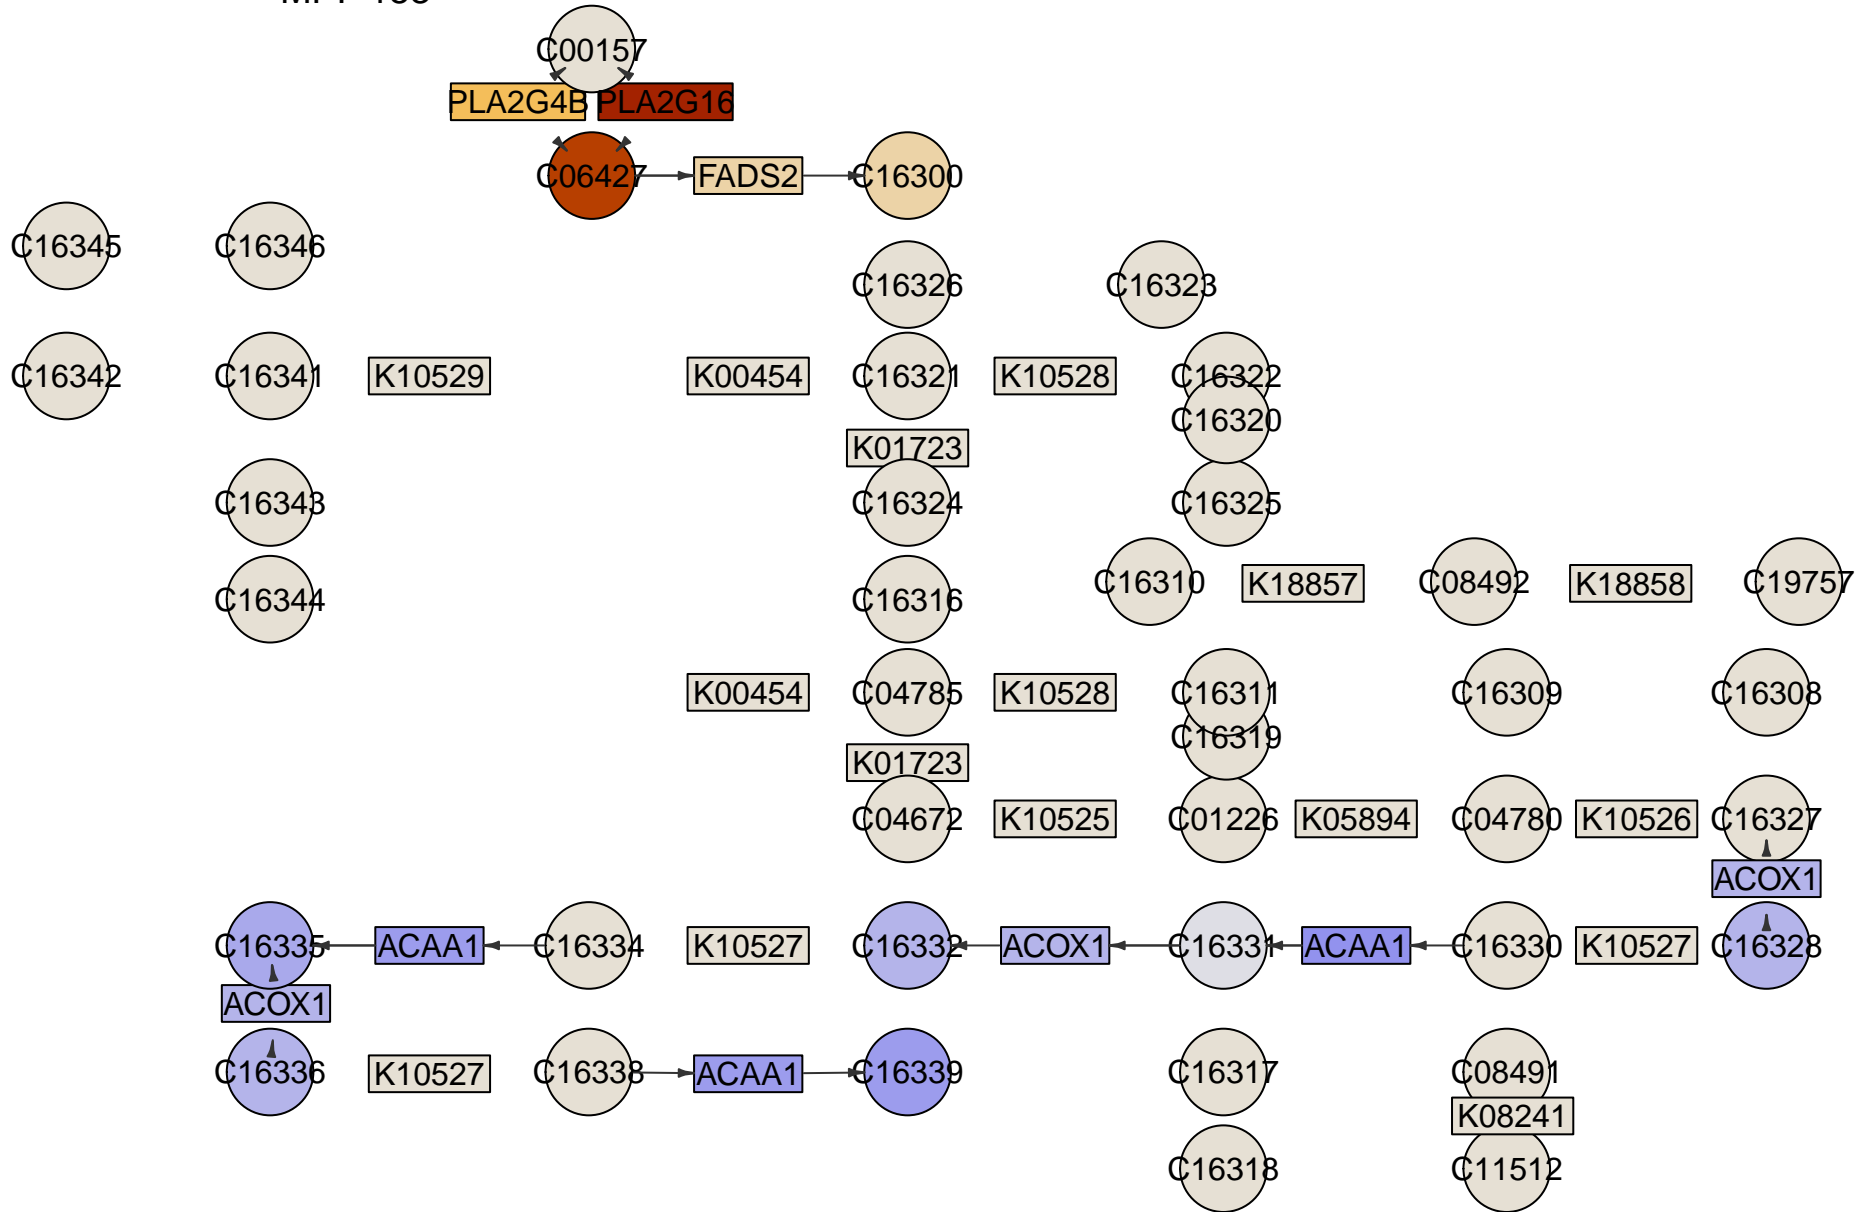 C00157
PLA2G4B PLA2G16
C06427 FADS2 C16300
C16345 C16346
C16326 C16323
C16342 C16341 K10529 K00454 C16321 K10528 C16322
C16320
K01723
C16343 C16324 C16325
C16310 K18857 C08492 K18858 C19757
C16344 C16316
K00454 C04785 K10528 C16311 C16309 C16308
C16319
K01723
C04672 K10525 C01226 K05894 C04780 K10526 C16327
ACOX1
C16335 ACAA1 C16334 K10527 C16332 ACOX1 C16331 ACAA1 C16330 K10527 C16328
ACOX1
C16336 K10527 C16338 ACAA1 C16339 C16317 C08491
K08241
C16318 C11512